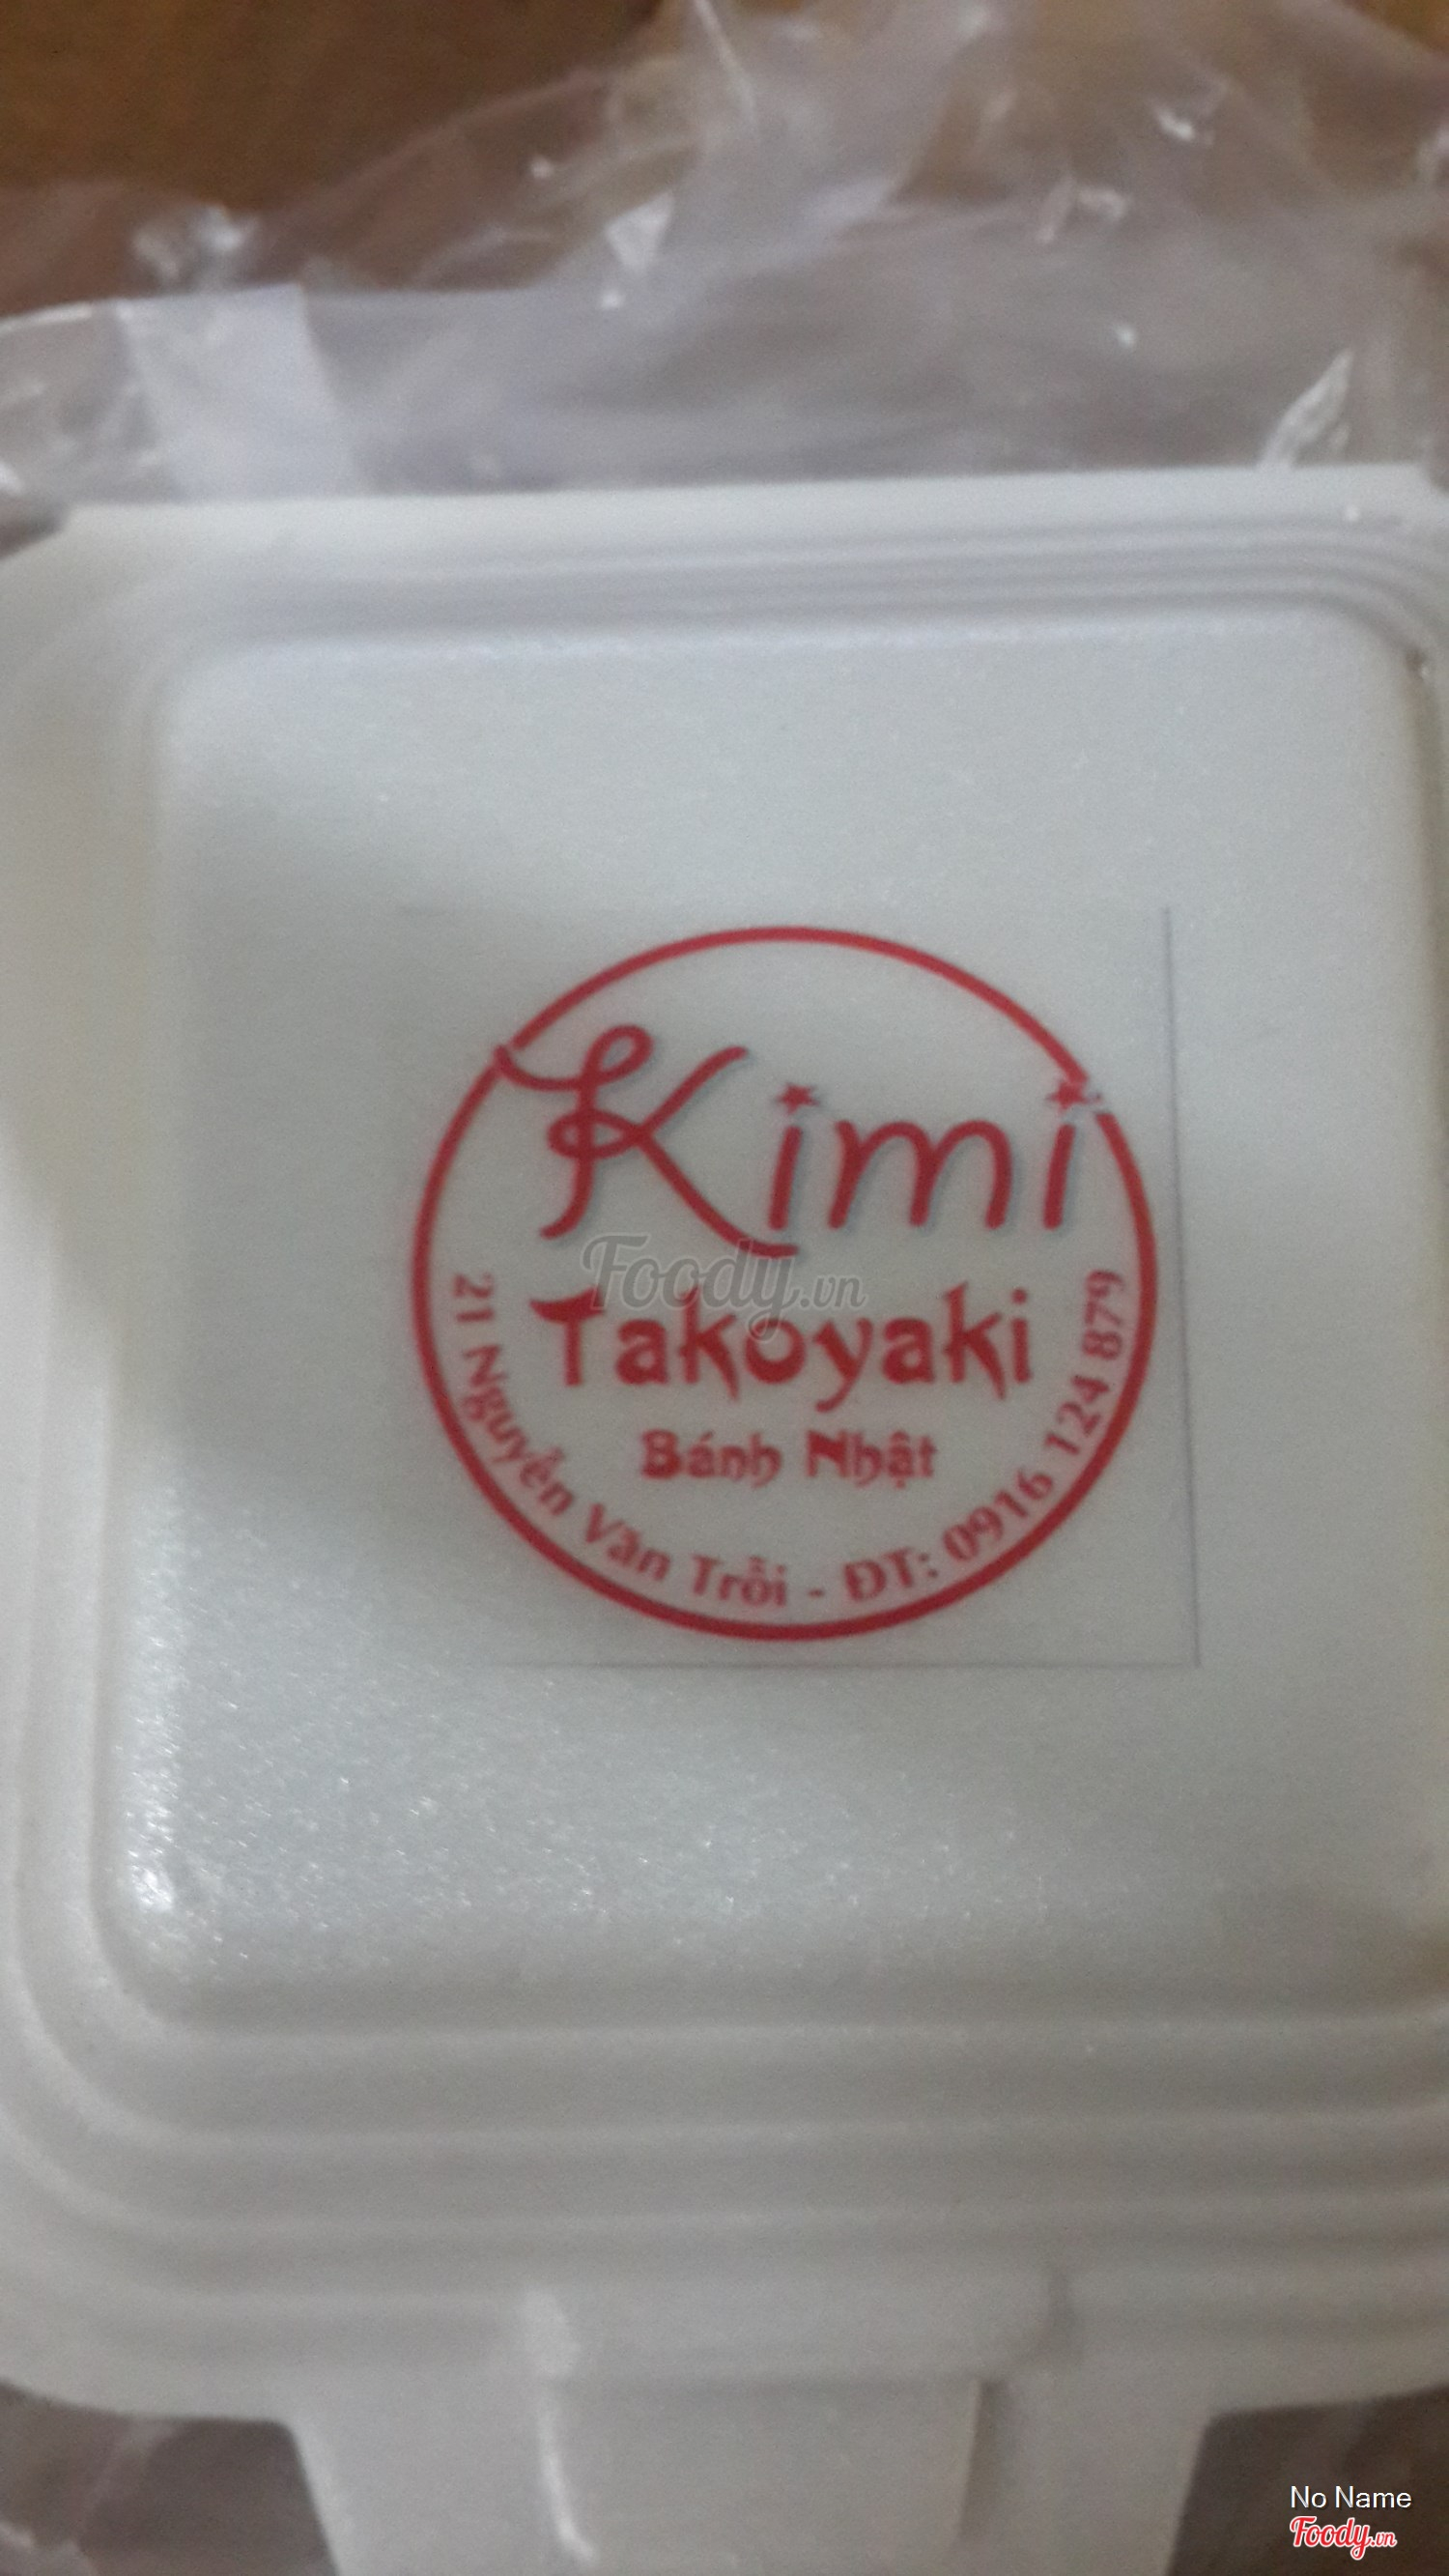 Kimi
Takoyaki
Bánh Nhật
21 Nguyễn Văn Trỗi - ĐT: 0916 124 879
Foody.vn
No Name
Foody.vn